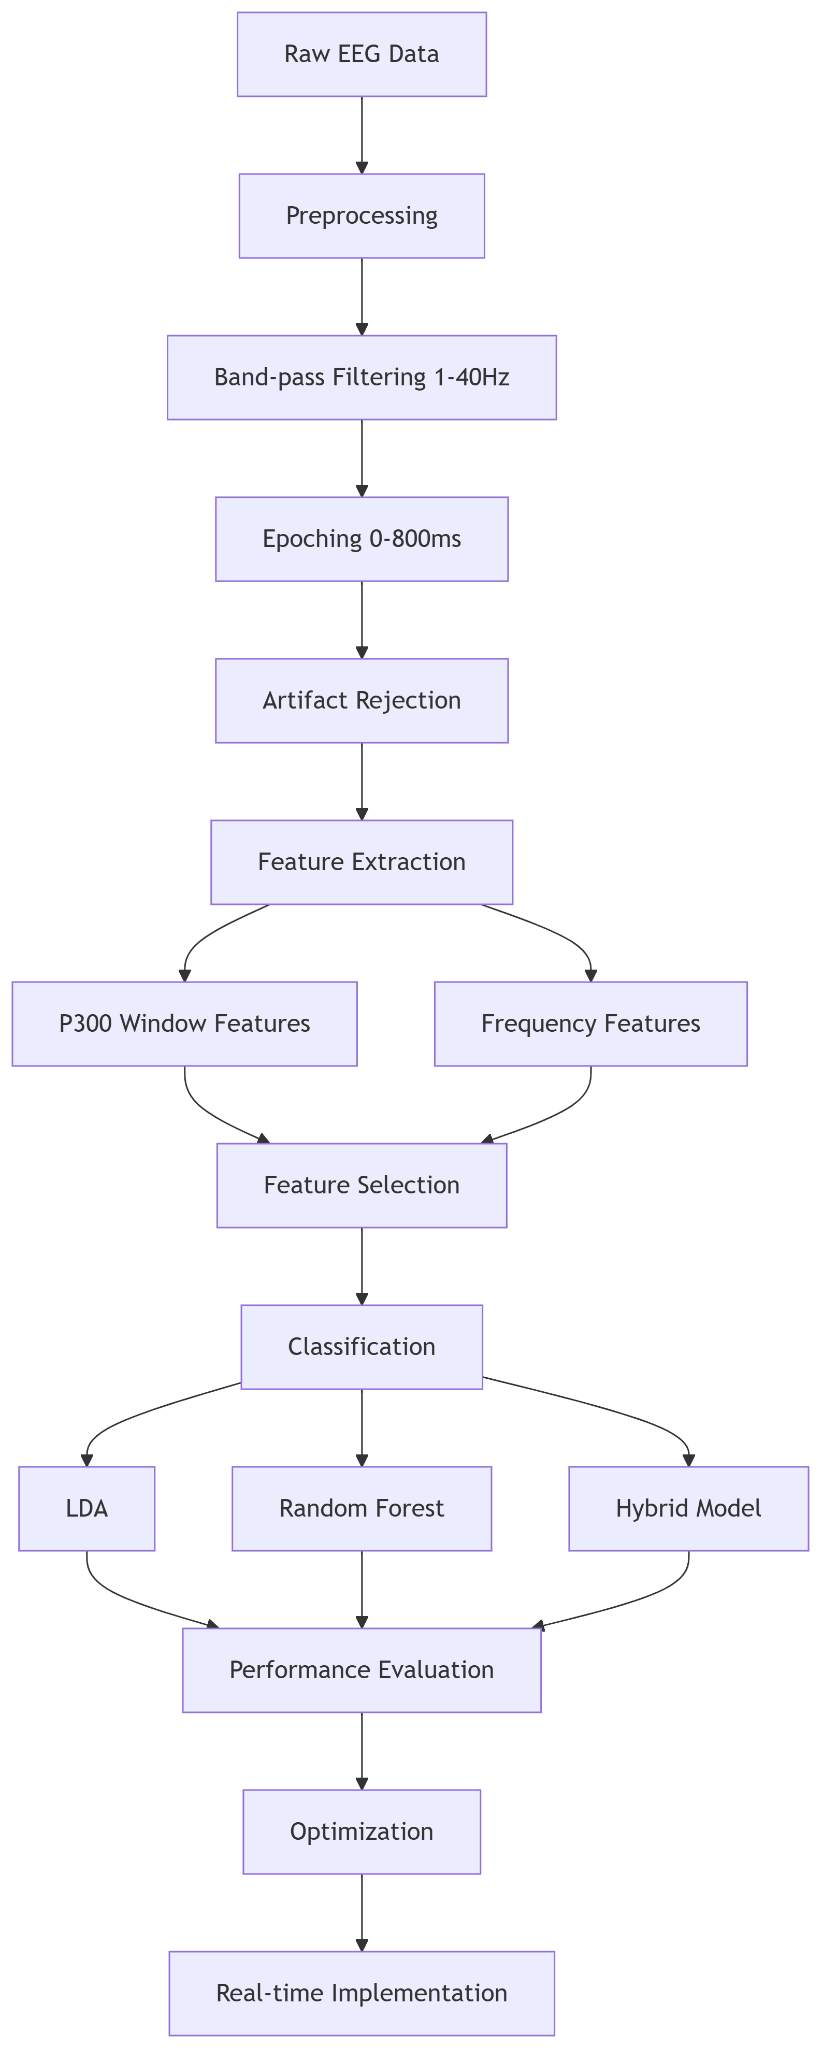 Raw EEG Data
Preprocessing
Band-pass Filtering 1-40Hz
Epoching 0-800ms
Artifact Rejection
Feature Extraction
P300 Window Features
Frequency Features
Feature Selection
Classification
LDA
Random Forest
Hybrid Model
Performance Evaluation
Optimization
Real-time Implementation